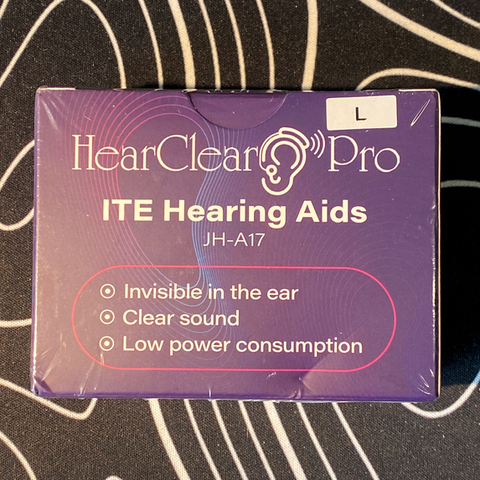 L
HearClear Pro
ITE Hearing Aids
JH-A17
Invisible in the ear
Clear sound
Low power consumption